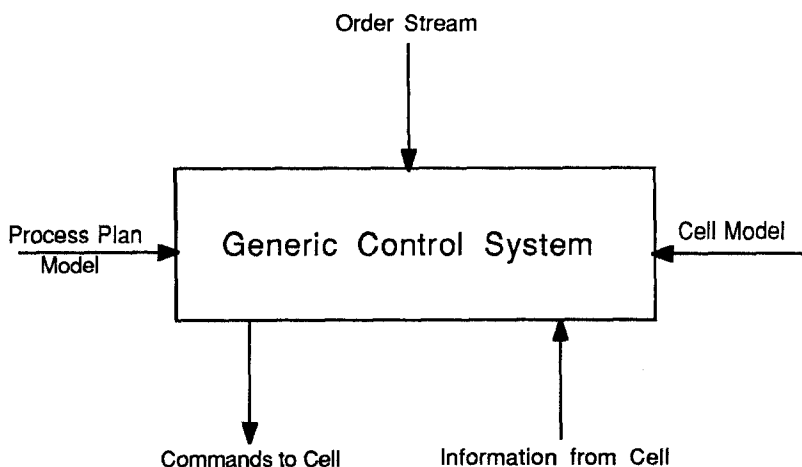 Order Stream
Process Plan
Model
Generic Control System
Cell Model
Commands to Cell
Information from Cell